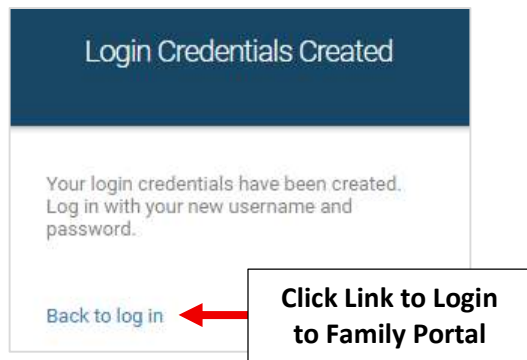 Login Credentials Created
Your login credentials have been created.
Log in with your new username and
password.
Back to log in
Click Link to Login
to Family Portal